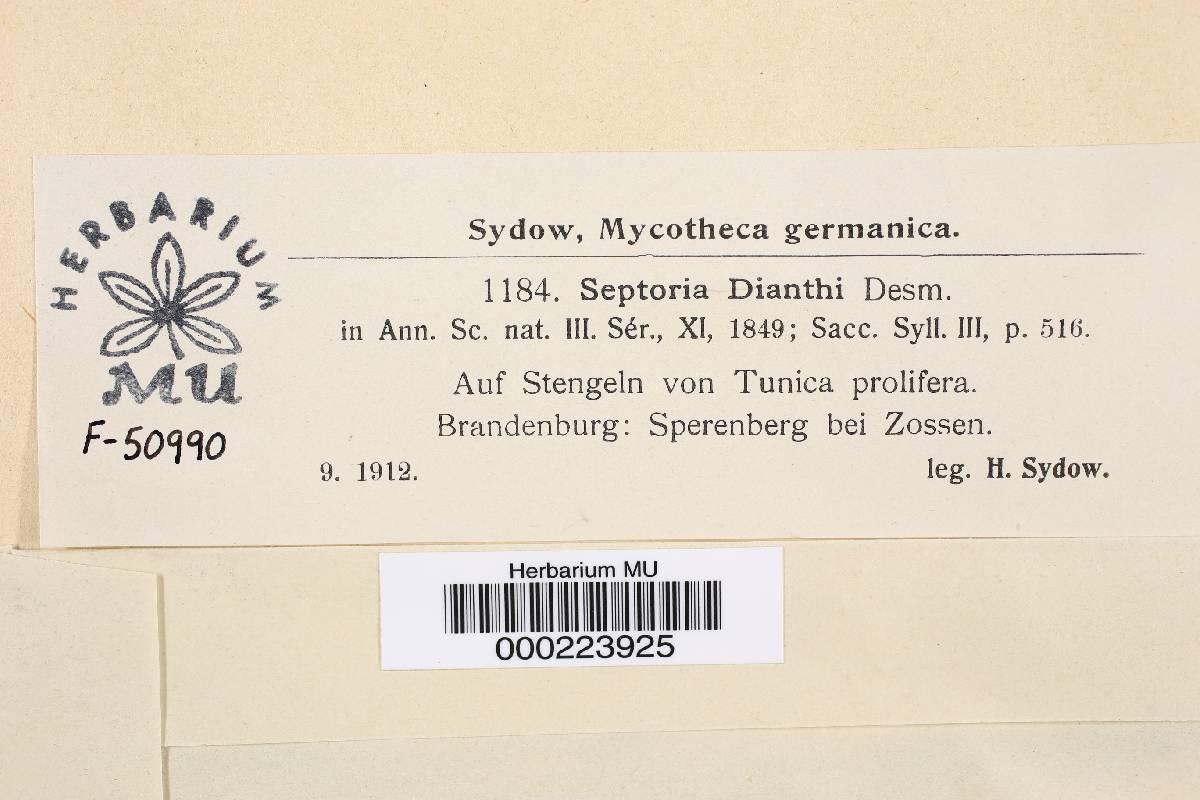 HERBARIUM
MU
F-50990
Sydow, Mycotheca germanica.
1184. Septoria Dianthi Desm.
in Ann. Sc. nat. III. Sér., XI, 1849; Sacc. Syll. III, p. 516.
Auf Stengeln von Tunica prolifera.
Brandenburg: Sperenberg bei Zossen.
9. 1912. leg. H. Sydow.
Herbarium MU
000223925